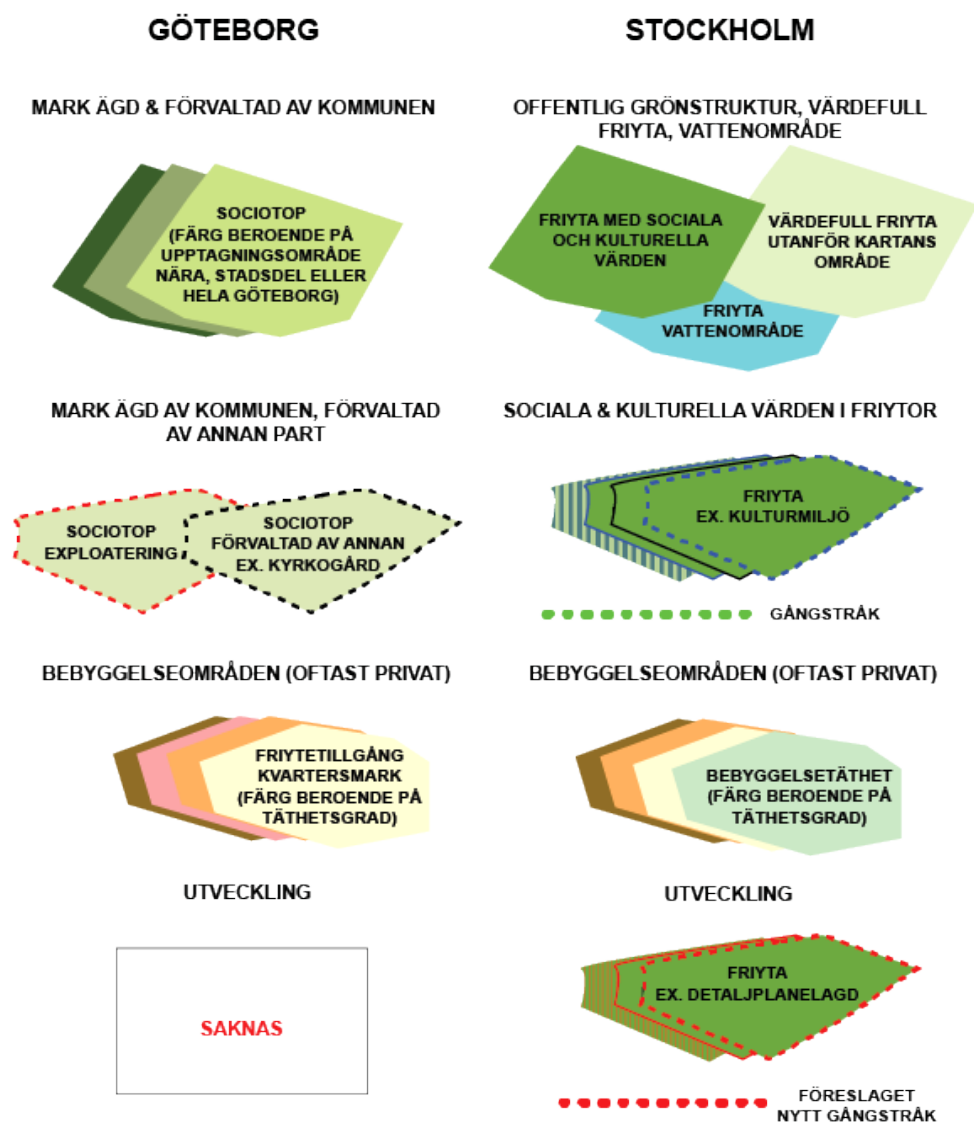 GÖTEBORG
MARK ÄGD & FÖRVALTAD AV KOMMUNEN
SOCIOTOP
(FÄRG BEROENDE PÅ
UPPTAGNINGSOMRÅDE
NÄRA, STADSDEL ELLER
HELA GÖTEBORG)
MARK ÄGD AV KOMMUNEN, FÖRVALTAD
AV ANNAN PART
SOCIOTOP
EXPLOATERING
SOCIOTOP
FÖRVALTAD AV ANNAN
EX. KYRKOGÅRD
BEBYGGELSEOMRÅDEN (OFTAST PRIVAT)
FRIYTETILLGÅNG
KVARTERSMARK
(FÄRG BEROENDE PÅ
TÄTHETSGRAD)
UTVECKLING
SAKNAS
STOCKHOLM
OFFENTLIG GRÖNSTRUKTUR, VÄRDEFULL
FRIYTA, VATTENOMRÅDE
FRIYTA MED SOCIALA
OCH KULTURELLA
VÄRDEN
VÄRDEFULL FRIYTA
UTANFÖR KARTANS
OMRÅDE
FRIYTA
VATTENOMRÅDE
SOCIALA & KULTURELLA VÄRDEN I FRIYTOR
FRIYTA
EX. KULTURMILJÖ
GÅNGSTRÅK
BEBYGGELSEOMRÅDEN (OFTAST PRIVAT)
BEBYGGELSETÄTHET
(FÄRG BEROENDE PÅ
TÄTHETSGRAD)
UTVECKLING
FRIYTA
EX. DETALJPLANELAGD
FÖRESLAGET
NYTT GÅNGSTRÅK